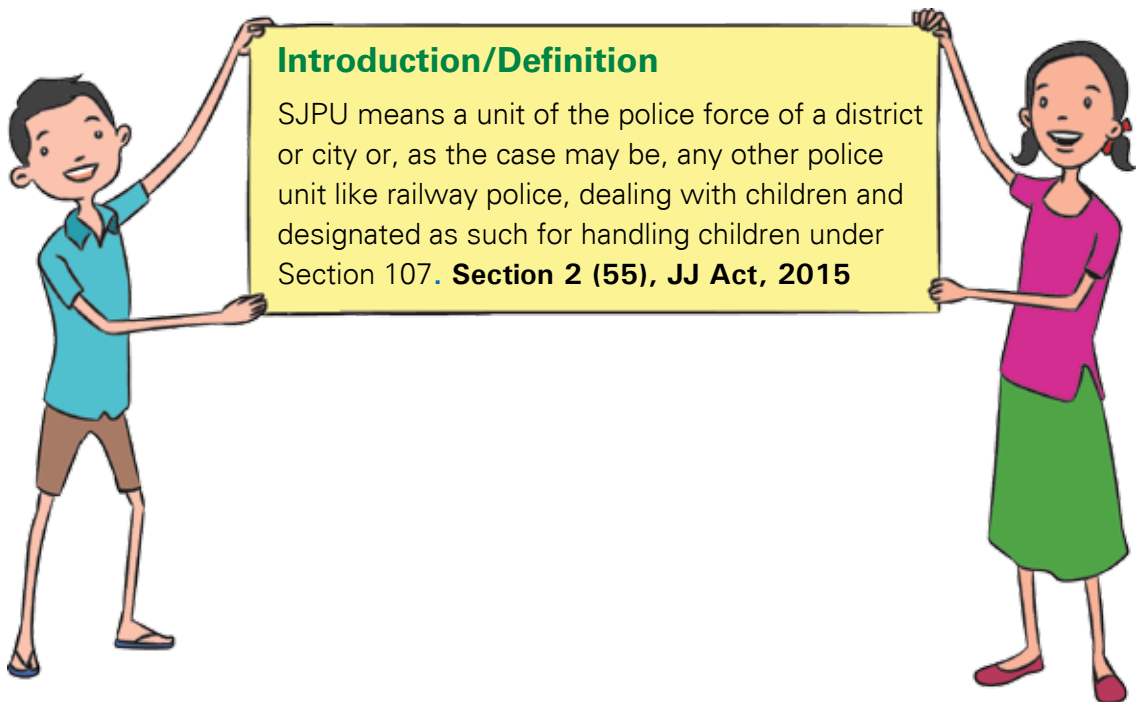 Introduction/Definition
SJPU means a unit of the police force of a district
or city or, as the case may be, any other police
unit like railway police, dealing with children and
designated as such for handling children under
Section 107. Section 2 (55), JJ Act, 2015